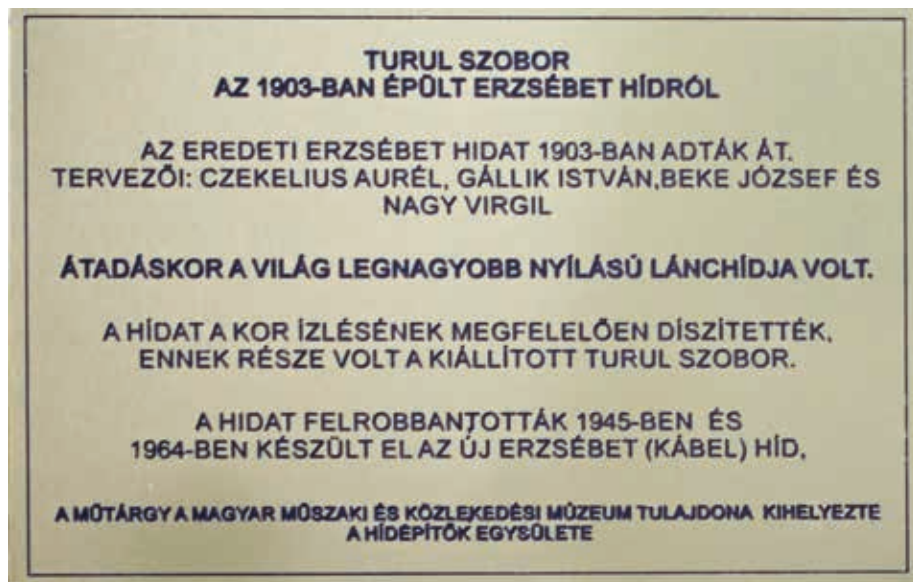 TURUL SZOBOR
AZ 1903-BAN ÉPÜLT ERZSÉBET HÍDRÓL
AZ EREDETI ERZSÉBET HIDAT 1903-BAN ADTÁK ÁT.
TERVEZŐI: CZEKELIUS AURÉL, GÁLLIK ISTVÁN,BEKE JÓZSEF ÉS
NAGY VIRGIL
ÁTADÁSKOR A VILÁG LEGNAGYOBB NYÍLÁSÚ LÁNCHÍDJA VOLT.
A HÍDAT A KOR ÍZLÉSÉNEK MEGFELELŐEN DÍSZÍTETTÉK,
ENNEK RÉSZE VOLT A KIÁLLÍTOTT TURUL SZOBOR.
A HIDAT FELROBBANTOTTÁK 1945-BEN ÉS
1964-BEN KÉSZÜLT EL AZ ÚJ ERZSÉBET (KÁBEL) HÍD,
A MŰTÁRGY A MAGYAR MŰSZAKI ÉS KÖZLEKEDÉSI MÚZEUM TULAJDONA KIHELYEZTE
A HÍDÉPÍTŐK EGYSÜLETE